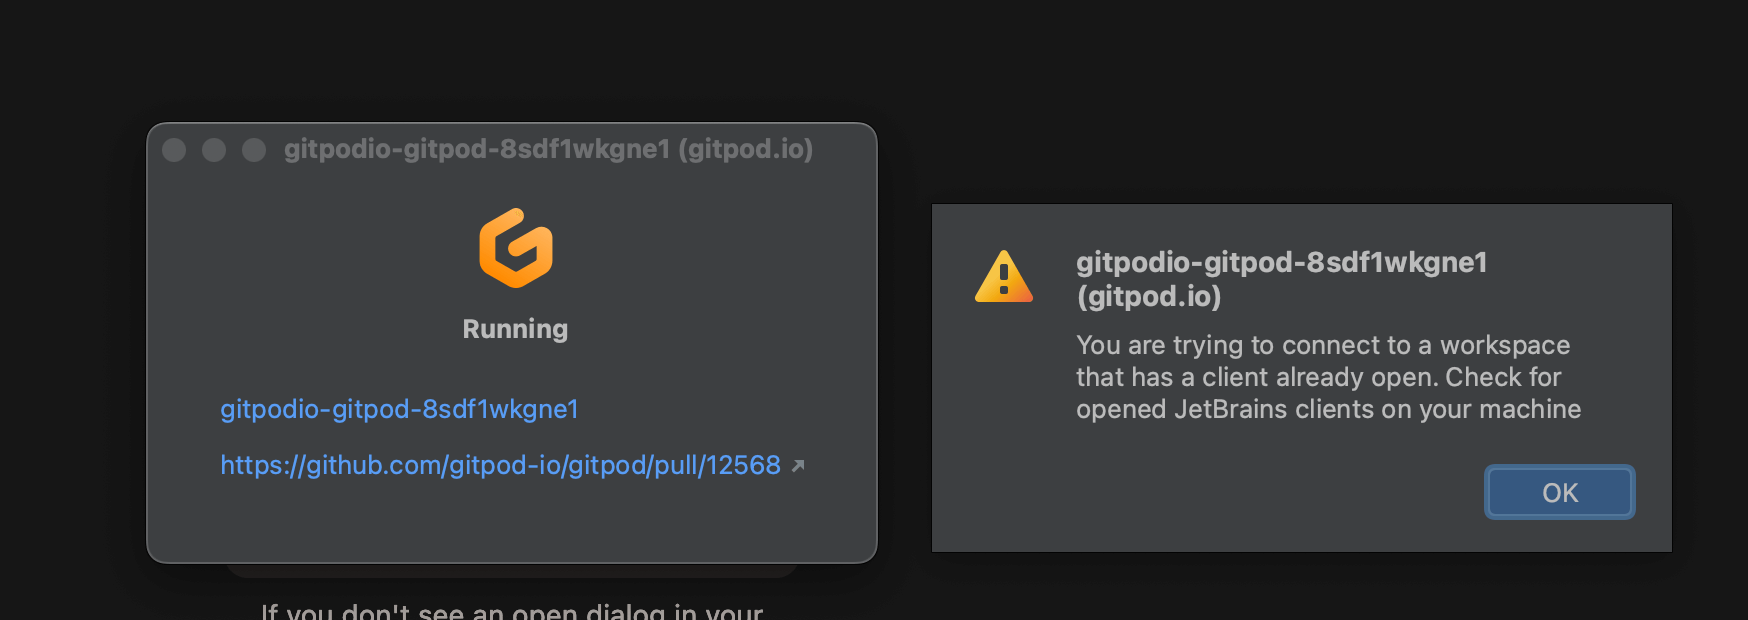 gitpodio-gitpod-8sdf1wkgne1 (gitpod.io)
Running
gitpodio-gitpod-8sdf1wkgne1
https://github.com/gitpod-io/gitpod/pull/12568
If you don't see an open dialog in your
gitpodio-gitpod-8sdf1wkgne1
(gitpod.io)
You are trying to connect to a workspace
that has a client already open. Check for
opened JetBrains clients on your machine
OK